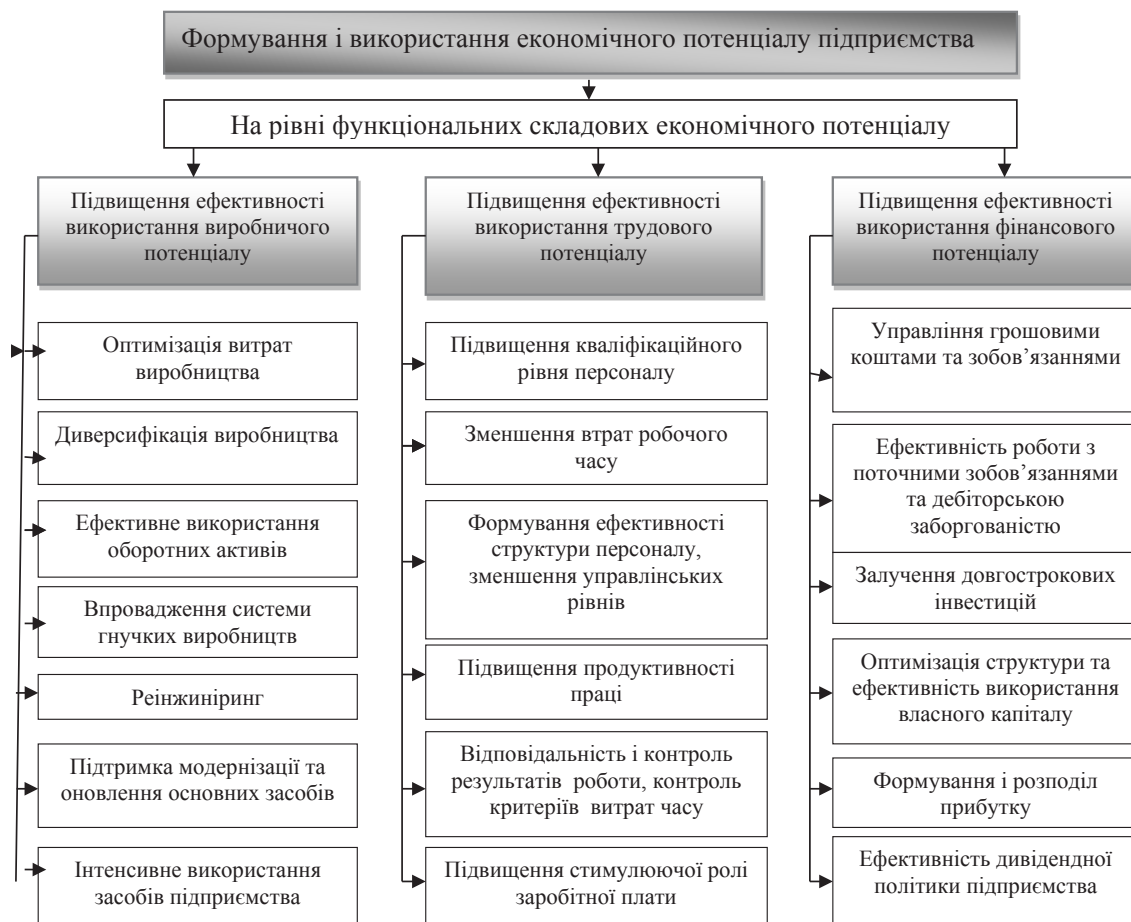 Формування і використання економічного потенціалу підприємства
На рівні функціональних складових економічного потенціалу
Підвищення ефективності
використання виробничого
потенціалу
Оптимізація витрат
виробництва
Диверсифікація виробництва
Ефективне використання
оборотних активів
Впровадження системи
гнучких виробництв
Реінжиніринг
Підтримка модернізації та
оновлення основних засобів
Інтенсивне використання
засобів підприємства
Підвищення ефективності
використання трудового
потенціалу
Підвищення кваліфікаційного
рівня персоналу
Зменшення втрат робочого
часу
Формування ефективності
структури персоналу,
зменшення управлінських
рівнів
Підвищення продуктивності
праці
Відповідальність і контроль
результатів роботи, контроль
критеріїв витрат часу
Підвищення стимулюючої ролі
заробітної плати
Підвищення ефективності
використання фінансового
потенціалу
Управління грошовими
коштами та зобов’язаннями
Ефективність роботи з
поточними зобов’язаннями
та дебіторською
заборгованістю
Залучення довгострокових
інвестицій
Оптимізація структури та
ефективність використання
власного капіталу
Формування і розподіл
прибутку
Ефективність дивідендної
політики підприємства